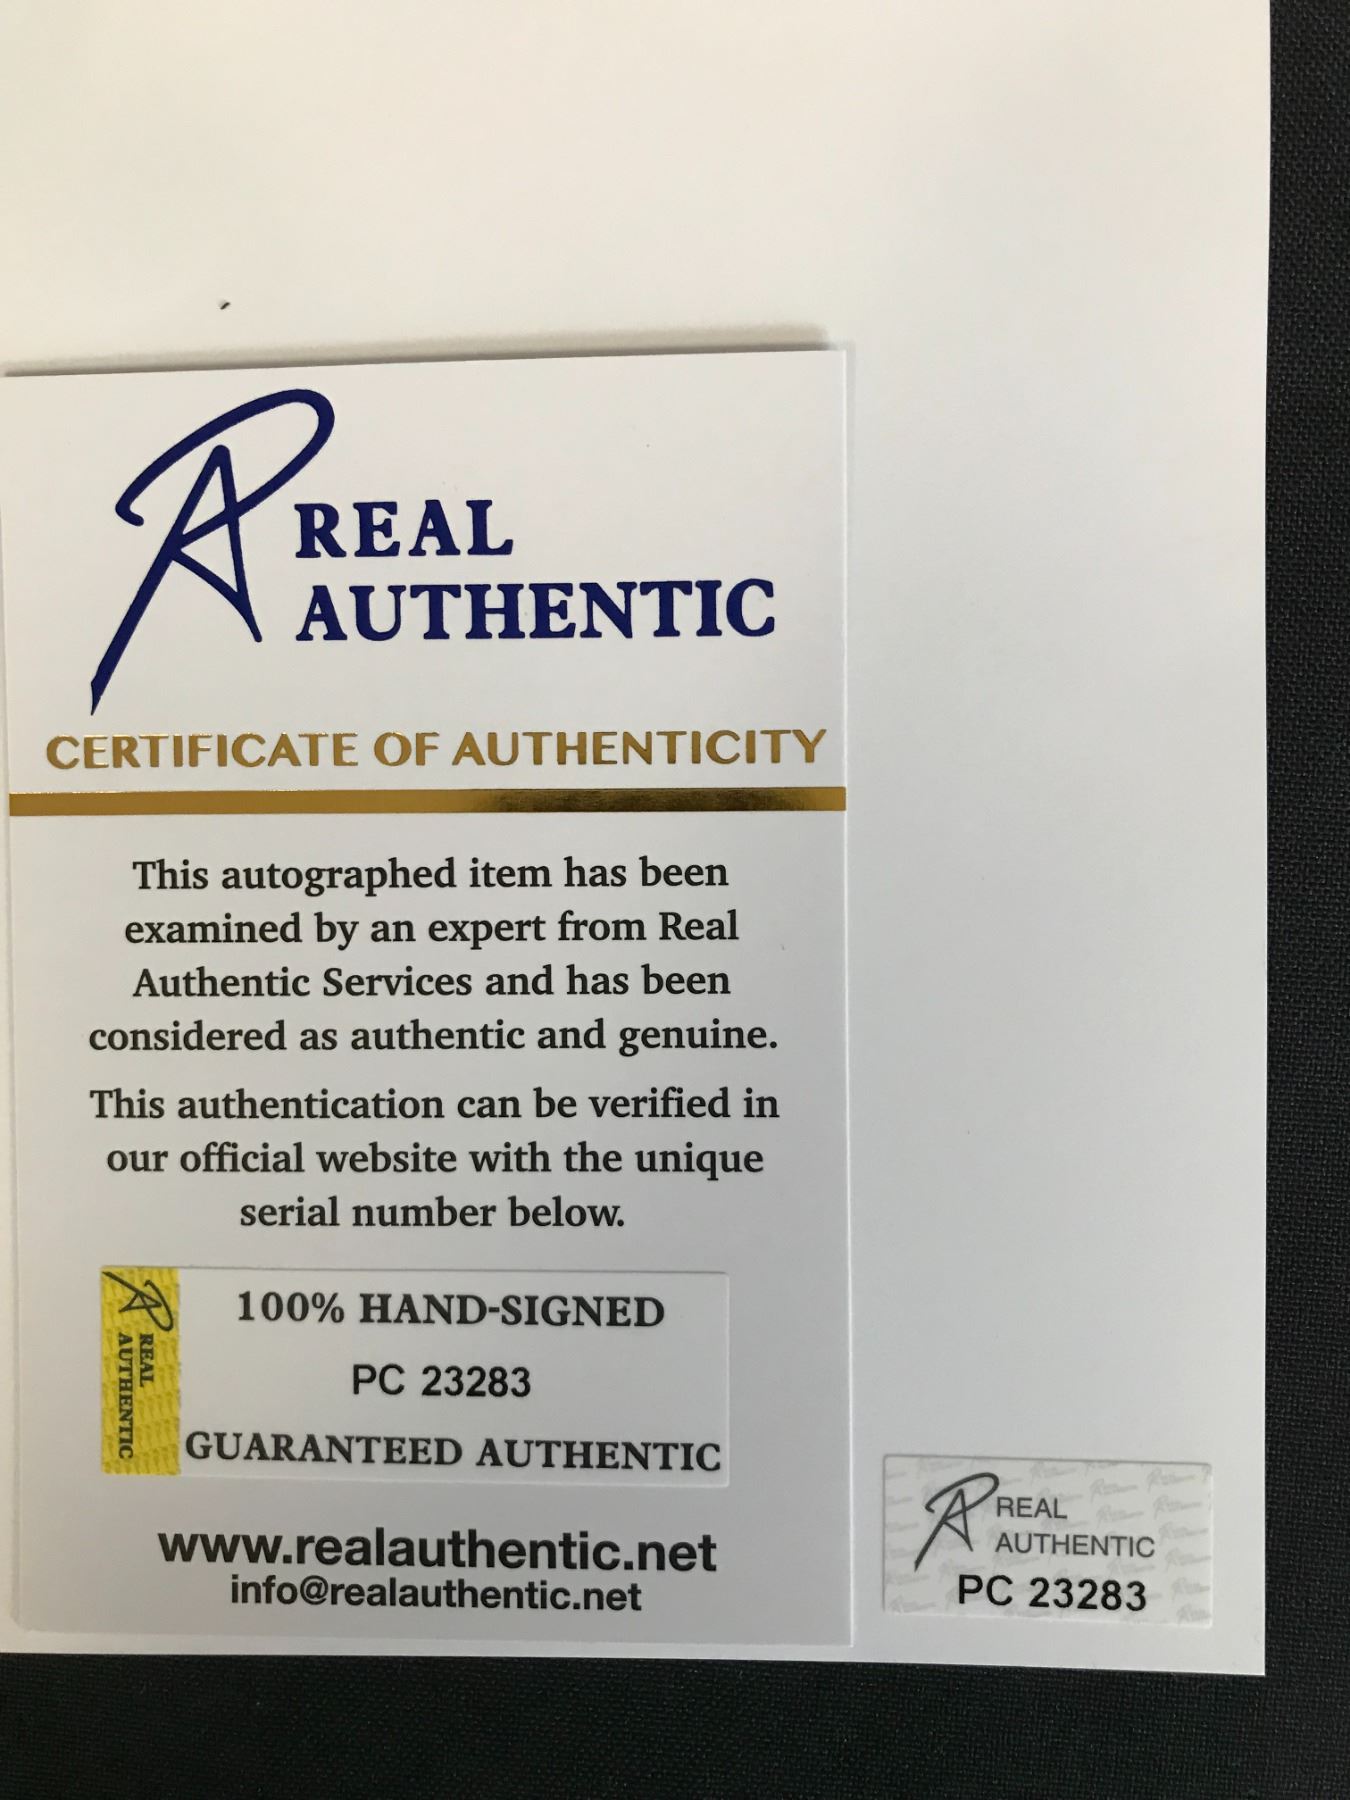 REAL
AUTHENTIC
CERTIFICATE OF AUTHENTICITY
This autographed item has been
examined by an expert from Real
Authentic Services and has been
considered as authentic and genuine.
This authentication can be verified in
our official website with the unique
serial number below.
REAL
AUTHENTIC
100% HAND-SIGNED
PC 23283
GUARANTEED AUTHENTIC
www.realauthentic.net
info@realauthentic.net
REAL
AUTHENTIC
PC 23283